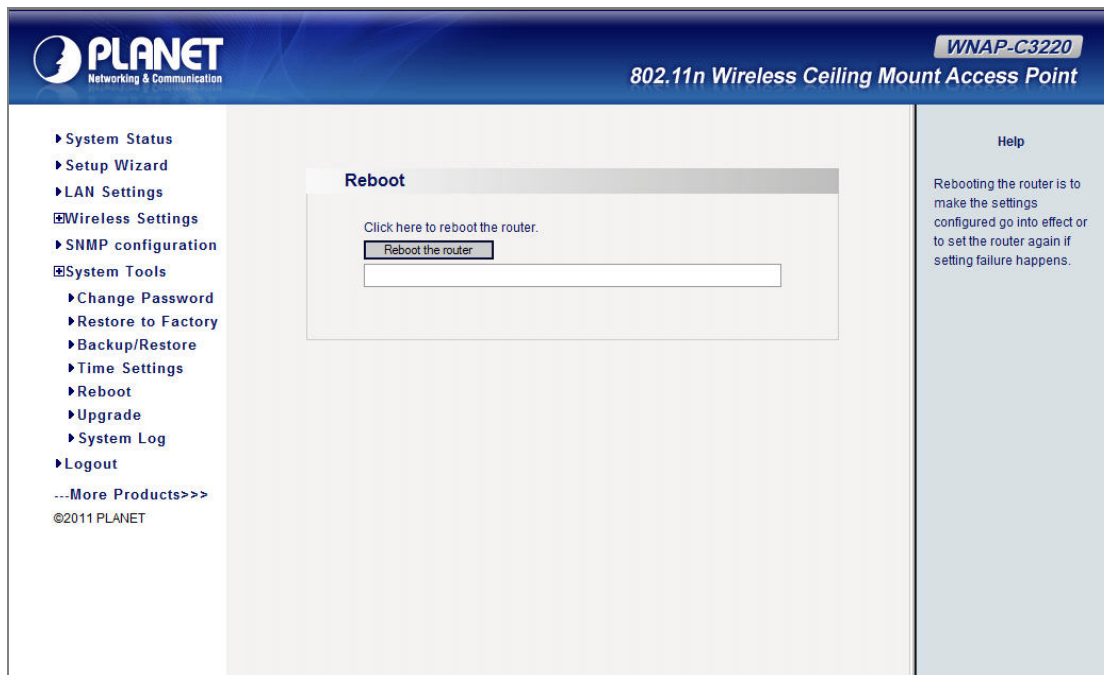 PLANET
Networking & Communication
WNAP-C3220
802.11n Wireless Ceiling Mount Access Point
System Status
Setup Wizard
LAN Settings
Wireless Settings
SNMP configuration
System Tools
Change Password
Restore to Factory
Backup/Restore
Time Settings
Reboot
Upgrade
System Log
Logout
---More Products>>>
©2011 PLANET
Reboot
Click here to reboot the router.
Reboot the router
Help
Rebooting the router is to
make the settings
configured go into effect or
to set the router again if
setting failure happens.